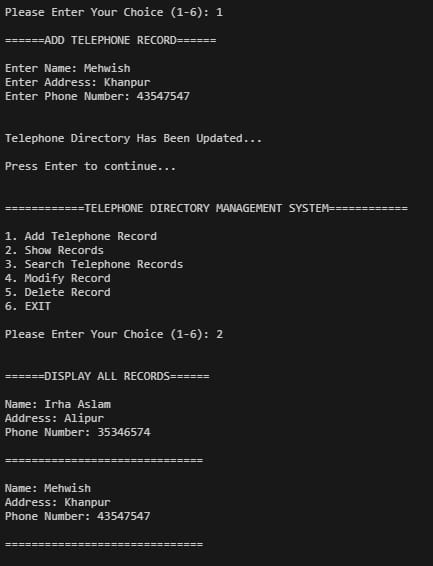 Please Enter Your Choice (1-6): 1
======ADD TELEPHONE RECORD======
Enter Name: Mehwish
Enter Address: Khanpur
Enter Phone Number: 43547547
Telephone Directory Has Been Updated...
Press Enter to continue...
============TELEPHONE DIRECTORY MANAGEMENT SYSTEM============
1. Add Telephone Record
2. Show Records
3. Search Telephone Records
4. Modify Record
5. Delete Record
6. EXIT
Please Enter Your Choice (1-6): 2
======DISPLAY ALL RECORDS======
Name: Irha Aslam
Address: Alipur
Phone Number: 35346574
==============================
Name: Mehwish
Address: Khanpur
Phone Number: 43547547
==============================